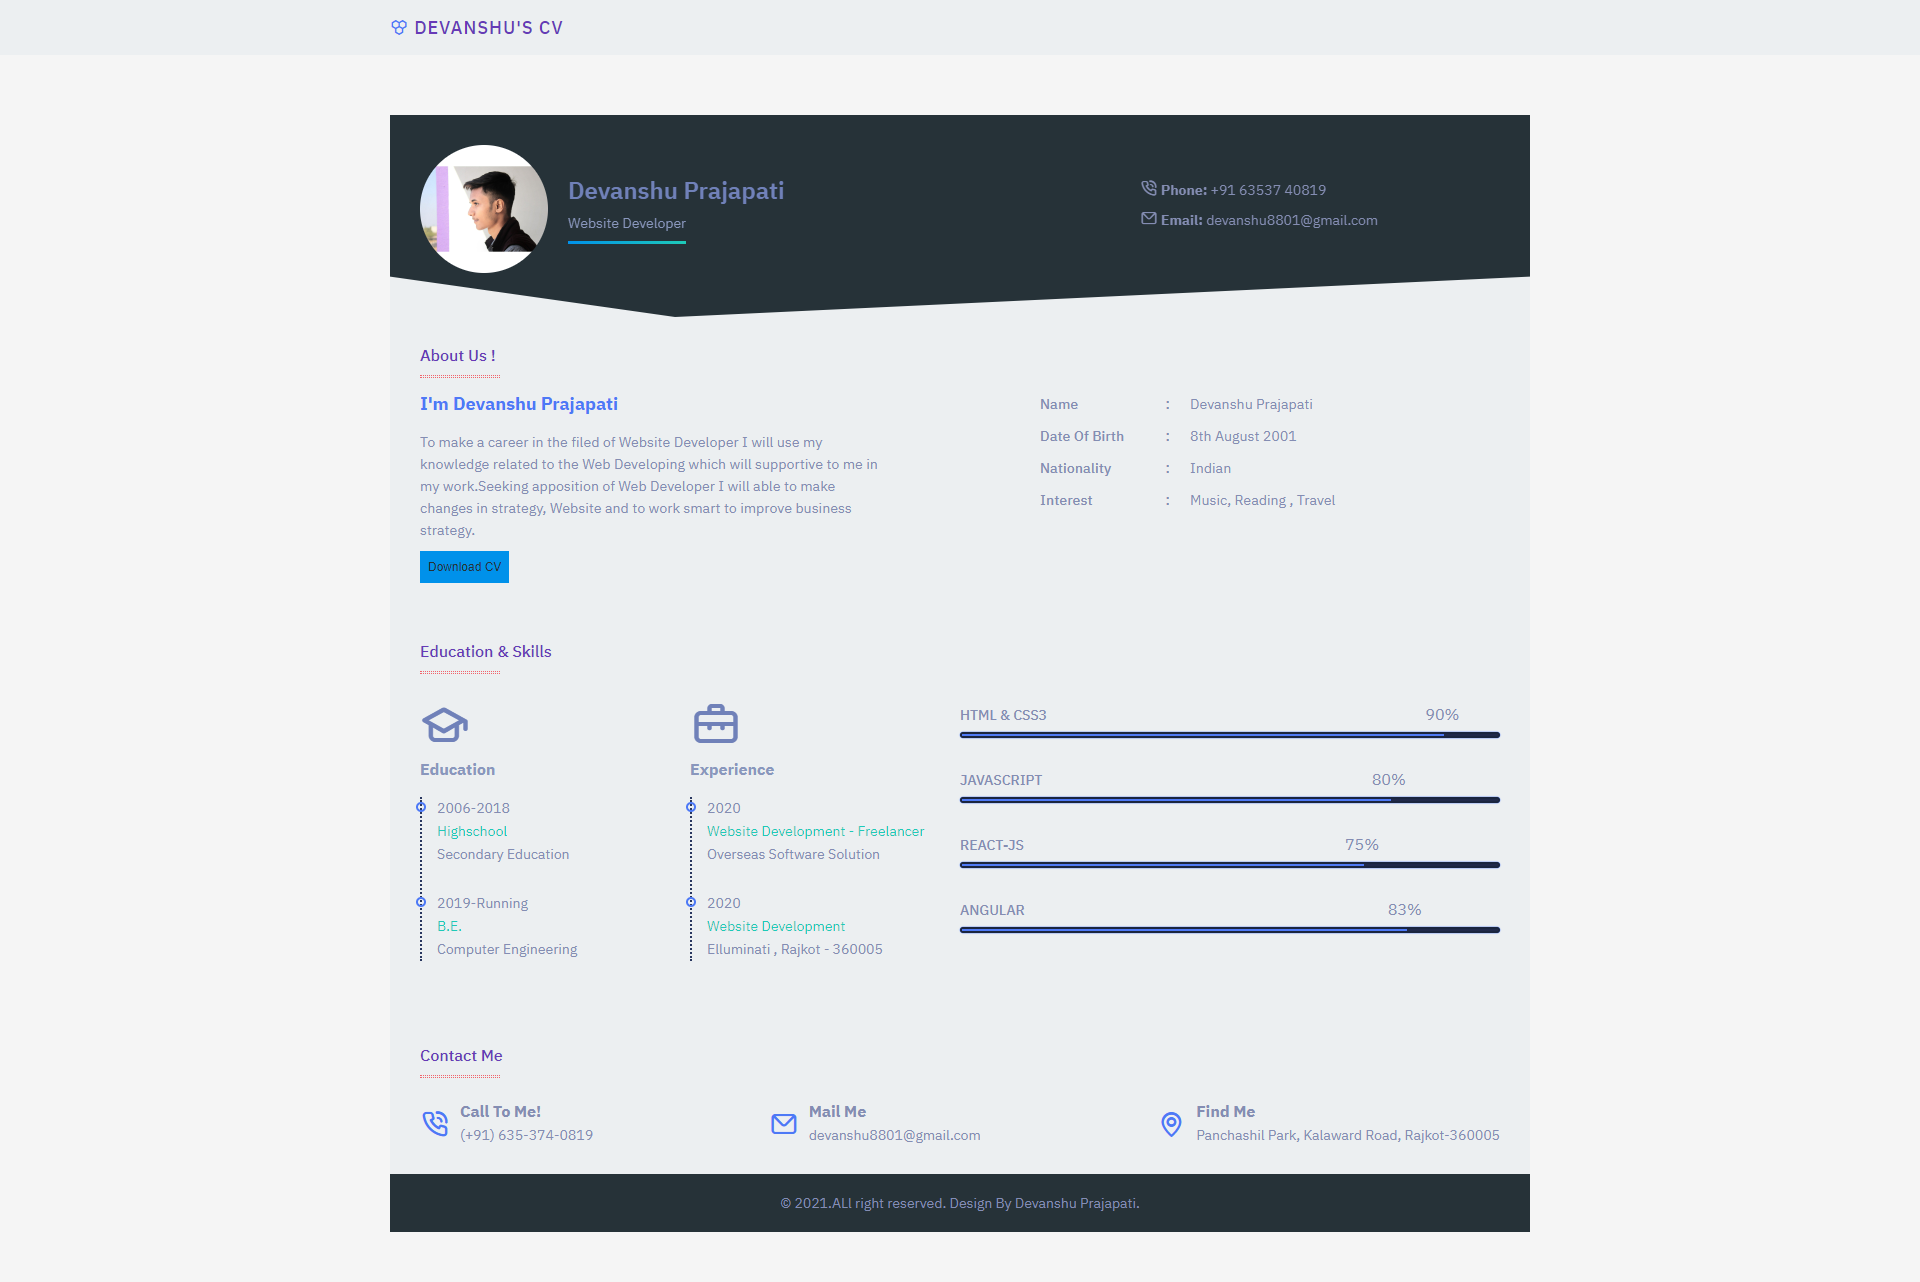 DEVANSHU'S CV
Devanshu Prajapati
Website Developer
Phone: +91 63537 40819
Email: devanshu8801@gmail.com
About Us !
I'm Devanshu Prajapati
To make a career in the filed of Website Developer I will use my
knowledge related to the Web Developing which will supportive to me in
my work.Seeking apposition of Web Developer I will able to make
changes in strategy, Website and to work smart to improve business
strategy.
Download CV
Name : Devanshu Prajapati
Date Of Birth : 8th August 2001
Nationality : Indian
Interest : Music, Reading , Travel
Education & Skills
Education
2006-2018
Highschool
Secondary Education
2019-Running
B.E.
Computer Engineering
Experience
2020
Website Development - Freelancer
Overseas Software Solution
2020
Website Development
Elluminati , Rajkot - 360005
HTML & CSS3 90%
JAVASCRIPT 80%
REACT-JS 75%
ANGULAR 83%
Contact Me
Call To Me!
(+91) 635-374-0819
Mail Me
devanshu8801@gmail.com
Find Me
Panchashil Park, Kalaward Road, Rajkot-360005
© 2021.ALl right reserved. Design By Devanshu Prajapati.